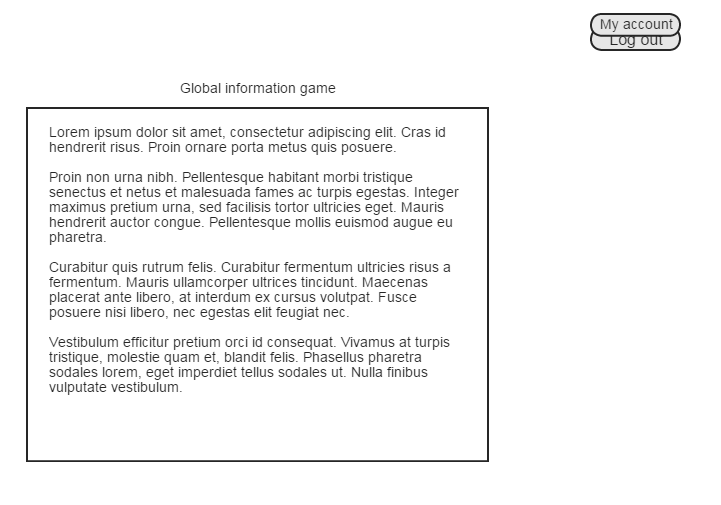 My account
Log out
Global information game
Lorem ipsum dolor sit amet, consectetur adipiscing elit. Cras id
hendrerit risus. Proin ornare porta metus quis posuere.
Proin non urna nibh. Pellentesque habitant morbi tristique
senectus et netus et malesuada fames ac turpis egestas. Integer
maximus pretium urna, sed facilisis tortor ultricies eget. Mauris
hendrerit auctor congue. Pellentesque mollis euismod augue eu
pharetra.
Curabitur quis rutrum felis. Curabitur fermentum ultricies risus a
fermentum. Mauris ullamcorper ultrices tincidunt. Maecenas
placerat ante libero, at interdum ex cursus volutpat. Fusce
posuere nisi libero, nec egestas elit feugiat nec.
Vestibulum efficitur pretium orci id consequat. Vivamus at turpis
tristique, molestie quam et, blandit felis. Phasellus pharetra
sodales lorem, eget imperdiet tellus sodales ut. Nulla finibus
vulputate vestibulum.